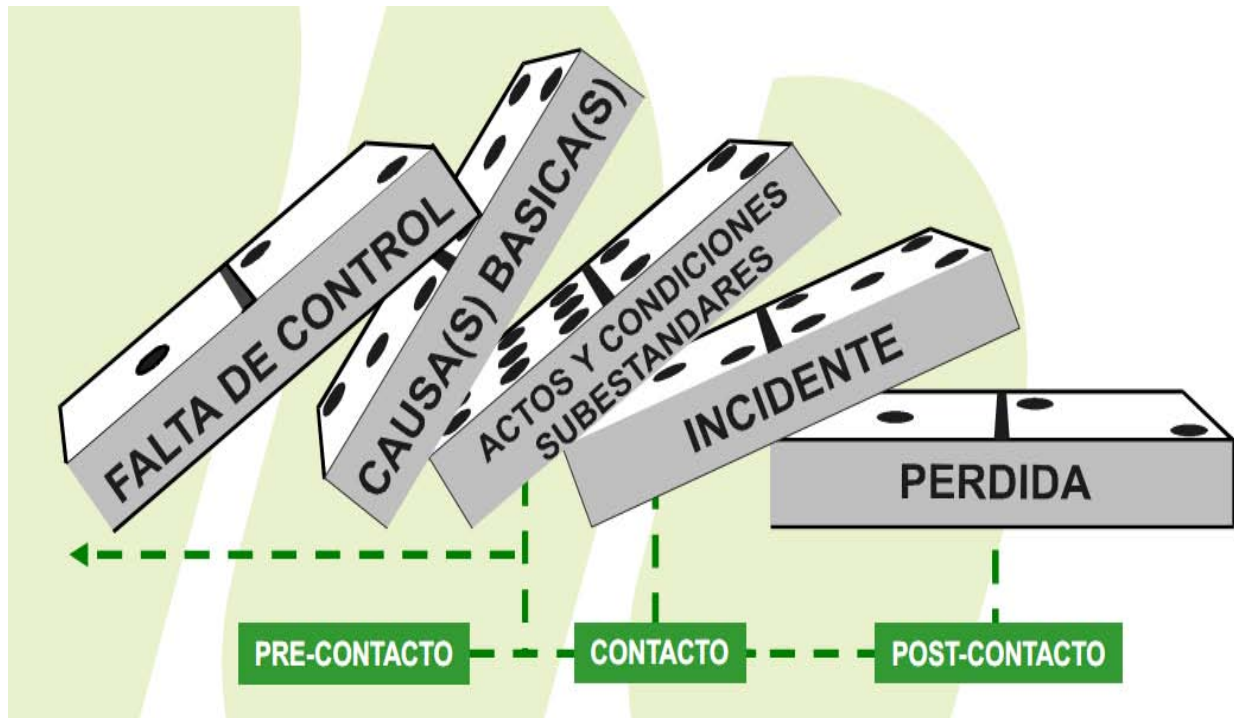 FALTA DE CONTROL
CAUSA(S) BASICA(S)
ACTOS Y CONDICIONES
SUBESTANDARES
INCIDENTE
PERDIDA
PRE-CONTACTO
CONTACTO
POST-CONTACTO